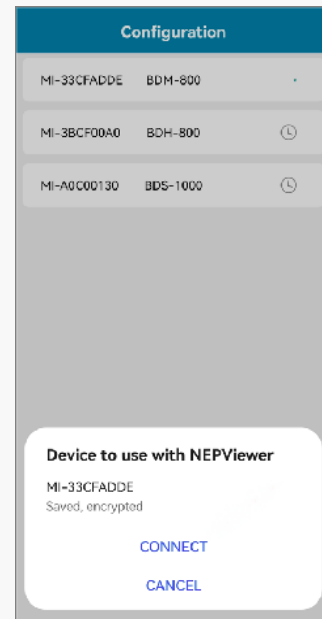 Configuration
MI-33CFADDE BDM-800
MI-3BCF00A0 BDH-800
MI-A0C00130 BDS-1000
Device to use with NEPViewer
MI-33CFADDE
Saved, encrypted
CONNECT
CANCEL